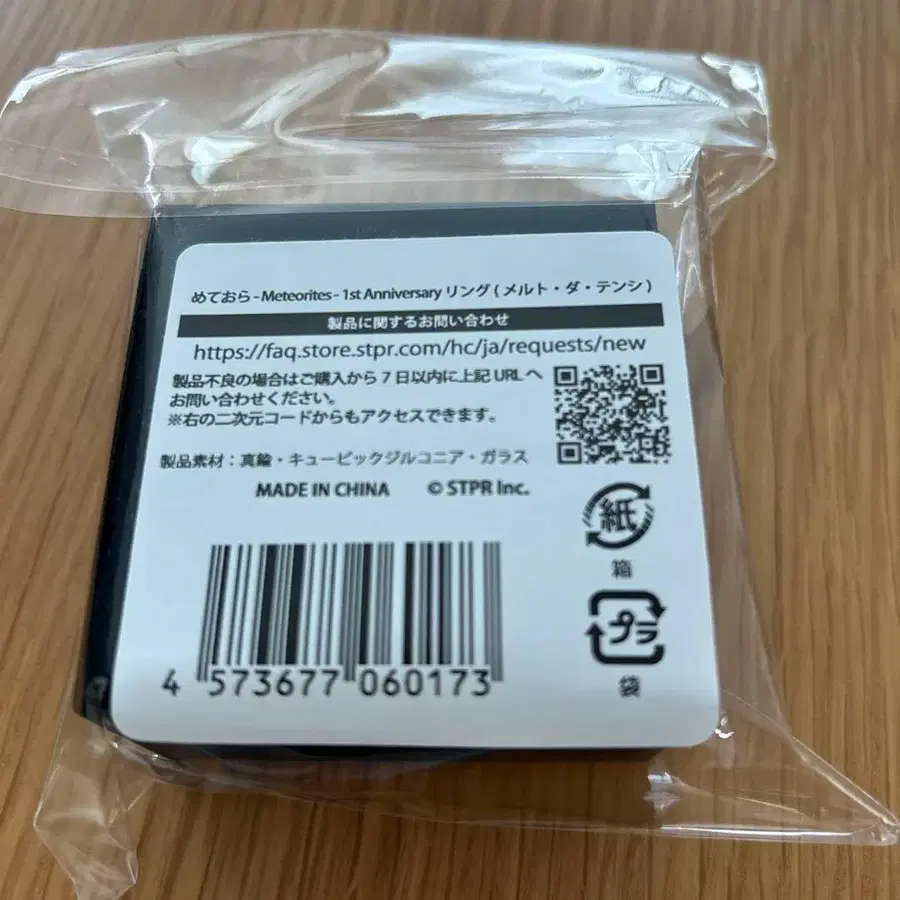 めておら - Meteorites - 1st Anniversary リング ( メルト・ダ・テンシ )
製品に関するお問い合わせ
https://faq.store.stpr.com/hc/ja/requests/new
製品不良の場合はご購入から 7 日以内に上記 URL へ
お問い合わせください。
※右の二次元コードからもアクセスできます。
製品素材：真鍮・キュービックジルコニア・ガラス
MADE IN CHINA © STPR Inc.
紙
箱
プラ
袋
4 573677 060173